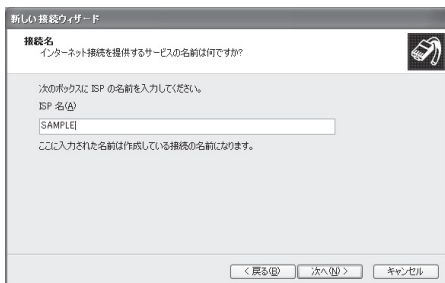 新しい接続ウィザード
接続名
インターネット接続を提供するサービスの名前は何ですか?
次のボックスに ISP の名前を入力してください。
ISP 名(A)
SAMPLE
ここに入力された名前は作成している接続の名前になります。
< 戻る(B) 次へ(N) > キャンセル